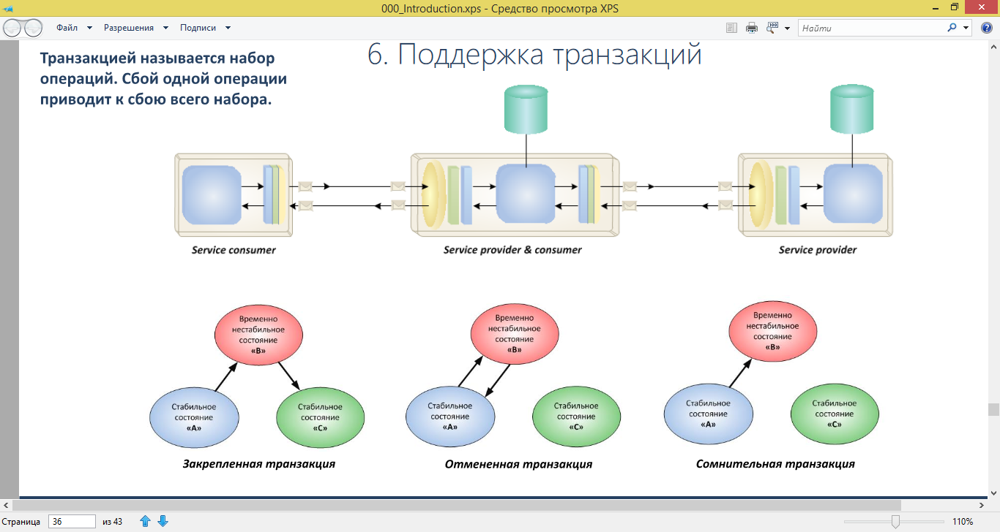 000_Introduction.xps - Средство просмотра XPS
Файл Разрешения Подписи
100
Найти
?
6. Поддержка транзакций
Транзакцией называется набор
операций. Сбой одной операции
приводит к сбою всего набора.
Service consumer
Service provider & consumer
Service provider
Временно
нестабильное
состояние
«В»
Стабильное
состояние
«А»
Стабильное
состояние
«С»
Закрепленная транзакция
Временно
нестабильное
состояние
«В»
Стабильное
состояние
«А»
Стабильное
состояние
«С»
Отмененная транзакция
Временно
нестабильное
состояние
«В»
Стабильное
состояние
«А»
Стабильное
состояние
«С»
Сомнительная транзакция
Страница 36 из 43
110%